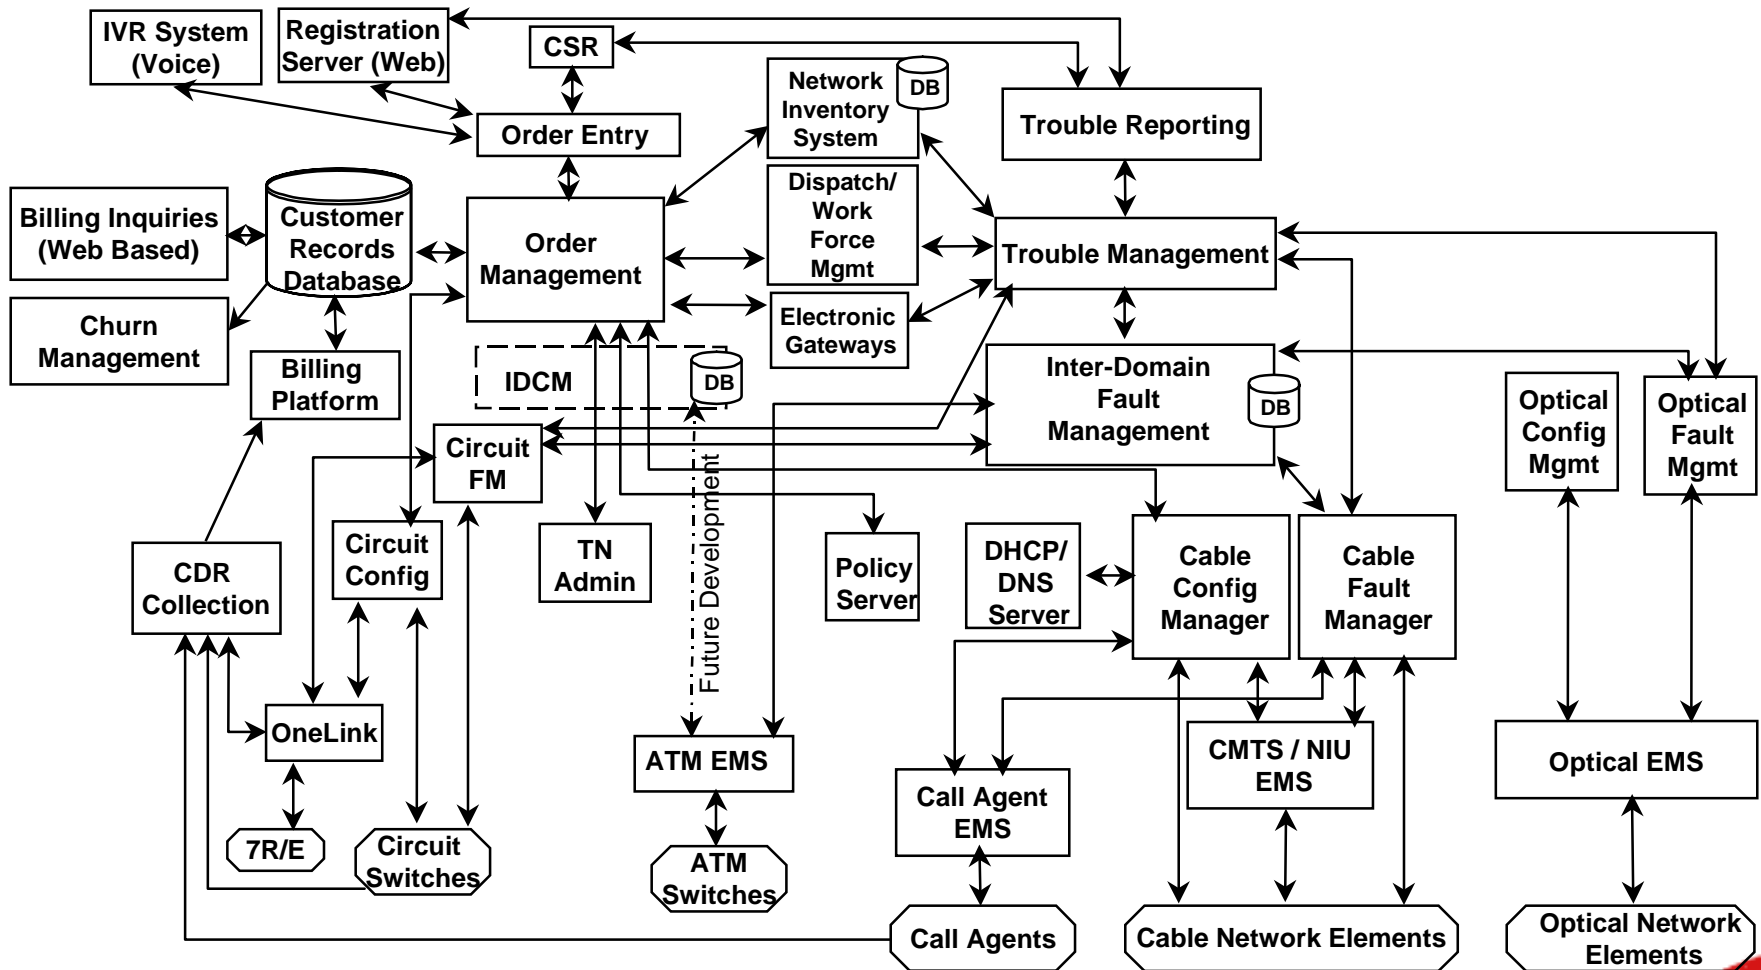 IVR System
(Voice)
Registration
Server (Web)
CSR
Order Entry
Network
Inventory
System
DB
Trouble Reporting
Billing Inquiries
(Web Based)
Customer
Records
Database
Order
Management
Dispatch/
Work
Force
Mgmt
Trouble Management
Churn
Management
Billing
Platform
Electronic
Gateways
IDCM
DB
Inter-Domain
Fault
Management
DB
Optical
Config
Mgmt
Optical
Fault
Mgmt
Circuit
FM
Future Development
CDR
Collection
Circuit
Config
TN
Admin
Policy
Server
DHCP/
DNS
Server
Cable
Config
Manager
Cable
Fault
Manager
OneLink
ATM EMS
Call Agent
EMS
CMTS / NIU
EMS
Optical EMS
7R/E
Circuit
Switches
ATM
Switches
Call Agents
Cable Network Elements
Optical Network
Elements